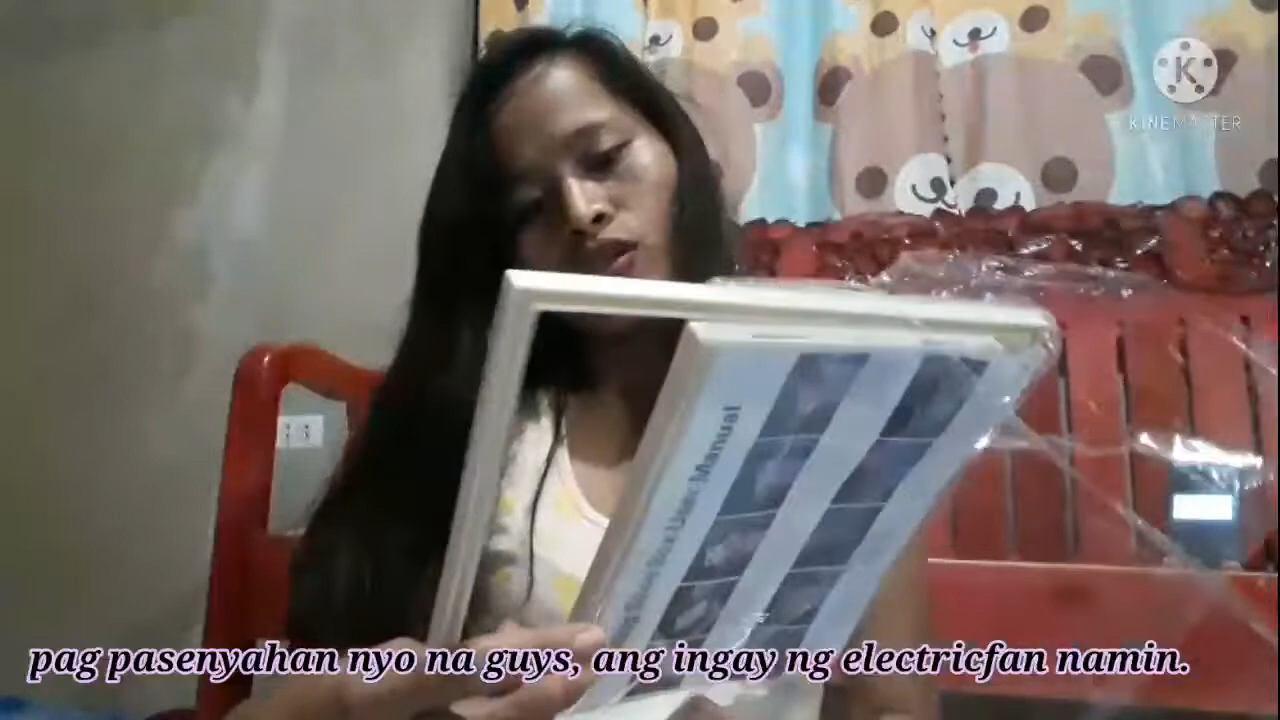 K
KINEMASTER
User Manual
pag pasenyahan nyo na guys, ang ingay ng electricfan namin.